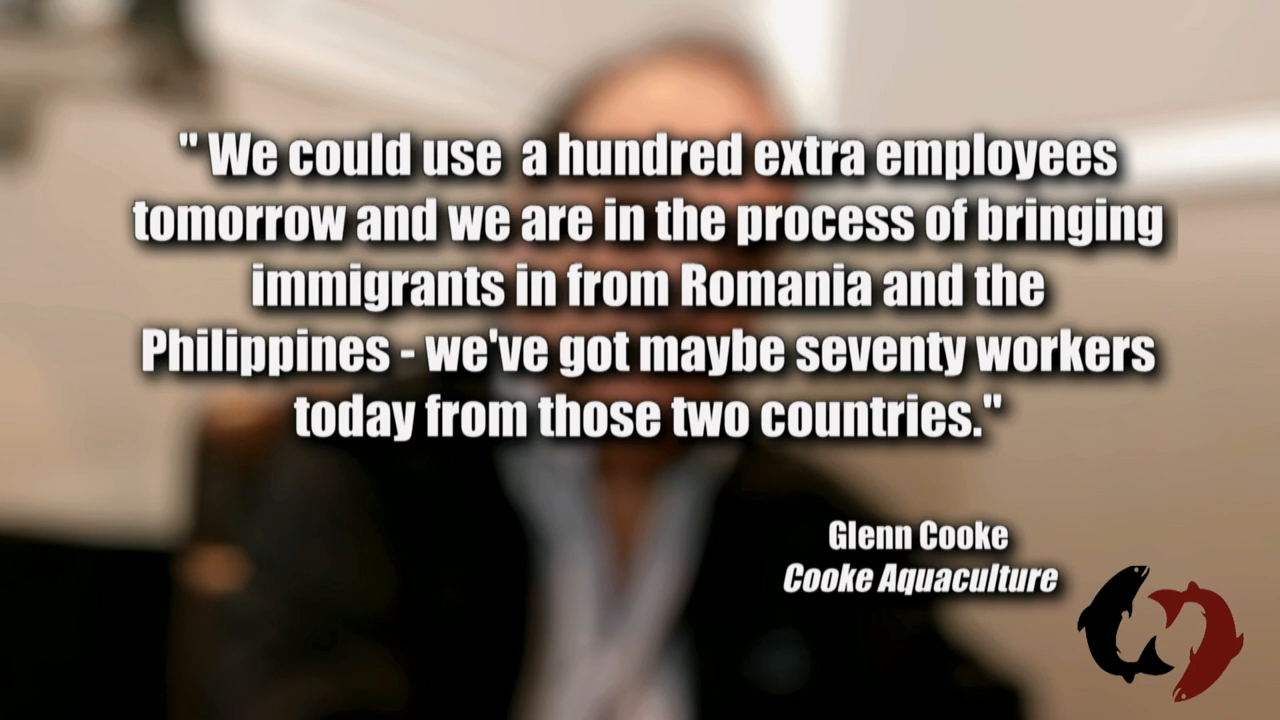 " We could use a hundred extra employees
tomorrow and we are in the process of bringing
immigrants in from Romania and the
Philippines - we've got maybe seventy workers
today from those two countries."
Glenn Cooke
Cooke Aquaculture